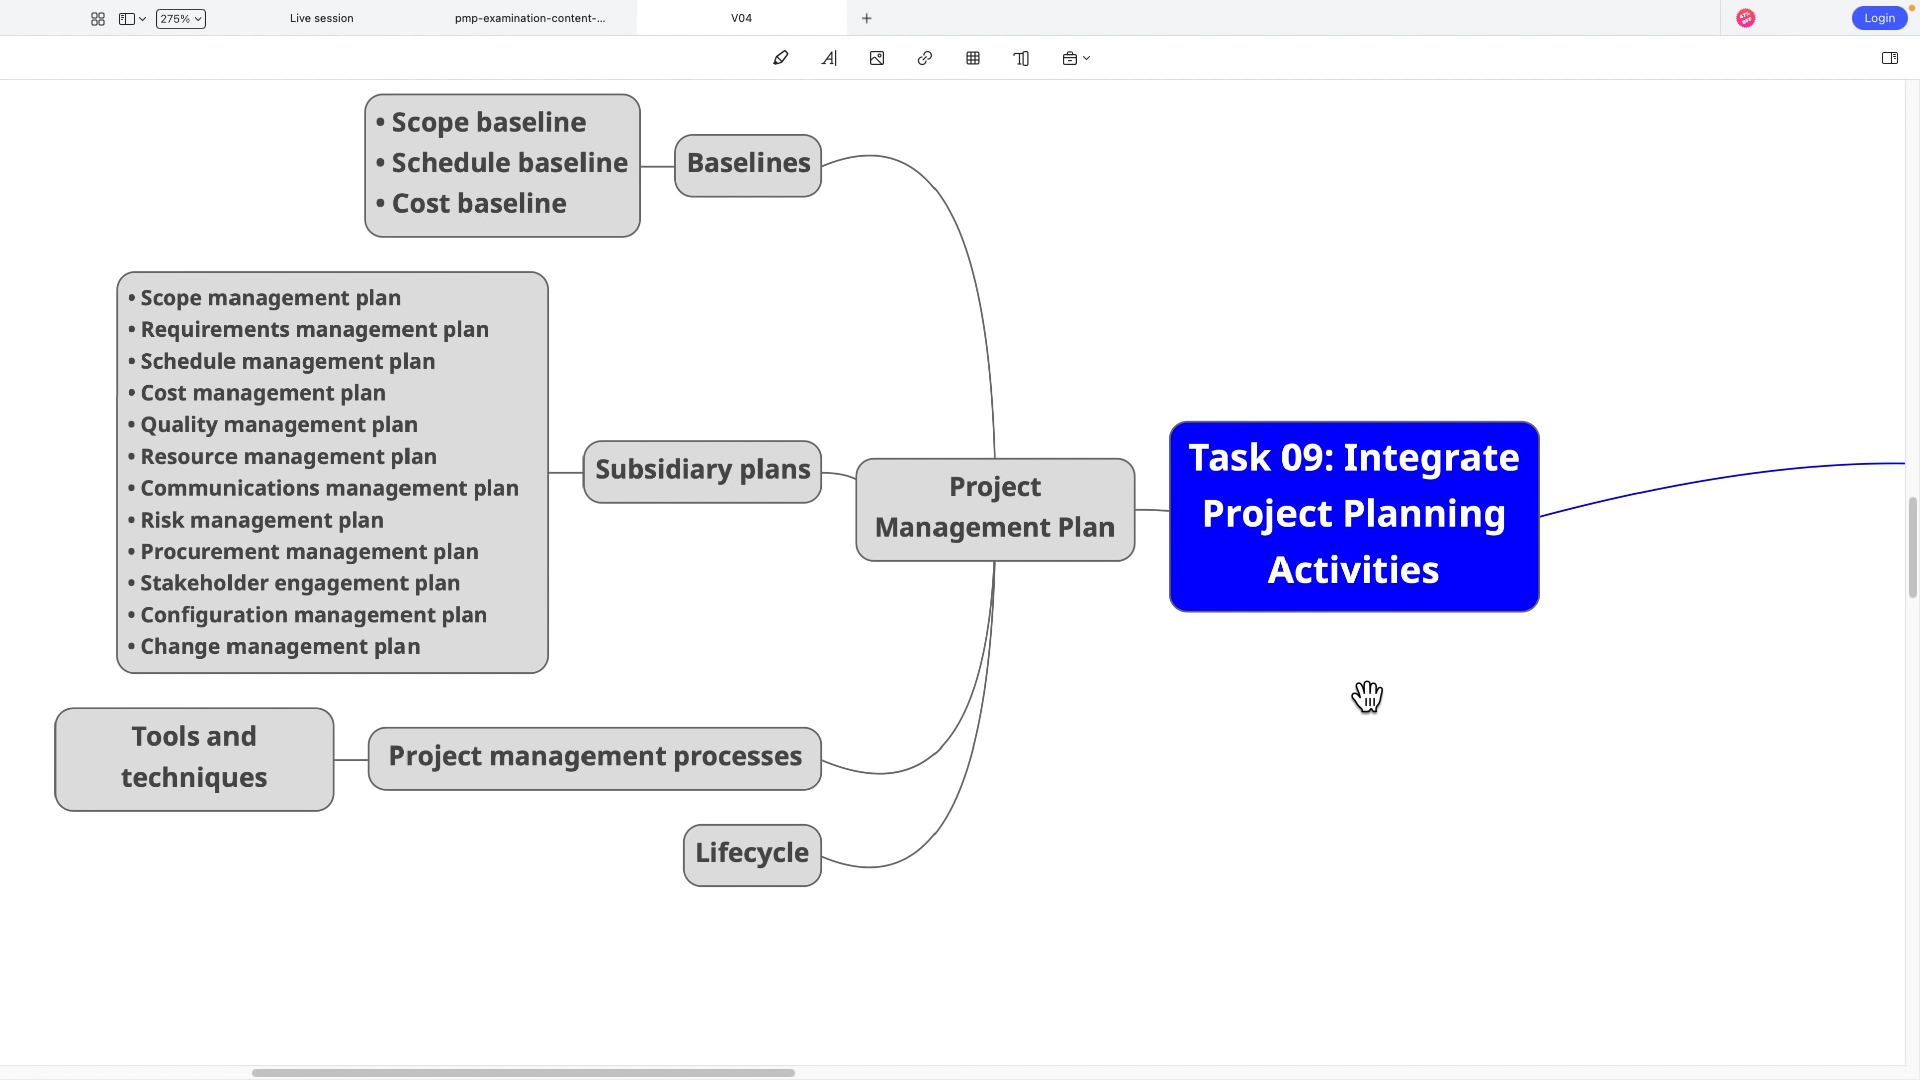 275%
Live session
pmp-examination-content-...
V04
Login
• Scope baseline
• Schedule baseline
• Cost baseline
Baselines
• Scope management plan
• Requirements management plan
• Schedule management plan
• Cost management plan
• Quality management plan
• Resource management plan
• Communications management plan
• Risk management plan
• Procurement management plan
• Stakeholder engagement plan
• Configuration management plan
• Change management plan
Subsidiary plans
Project
Management Plan
Task 09: Integrate
Project Planning
Activities
Tools and
techniques
Project management processes
Lifecycle